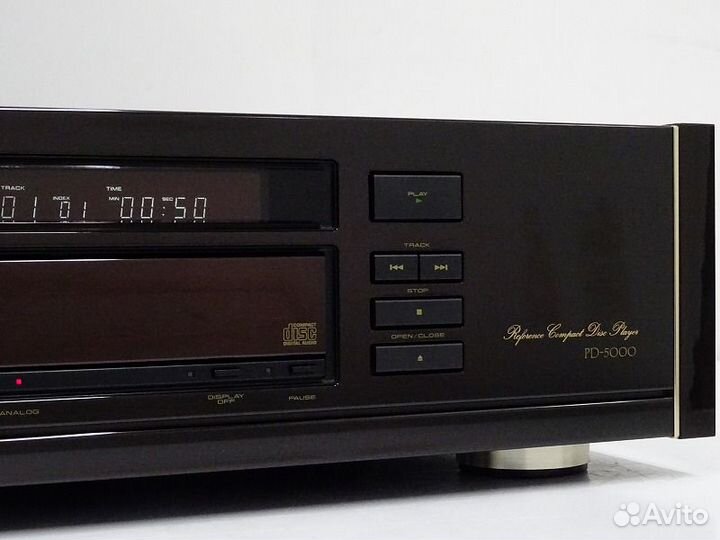 TRACK TIME
INDEX MIN SEC
01 01 00:50
PLAY
TRACK
STOP
OPEN/CLOSE
COMPACT
disc
DIGITAL AUDIO
Reference Compact Disc Player
PD-5000
ANALOG
DISPLAY
OFF
PAUSE
Avito